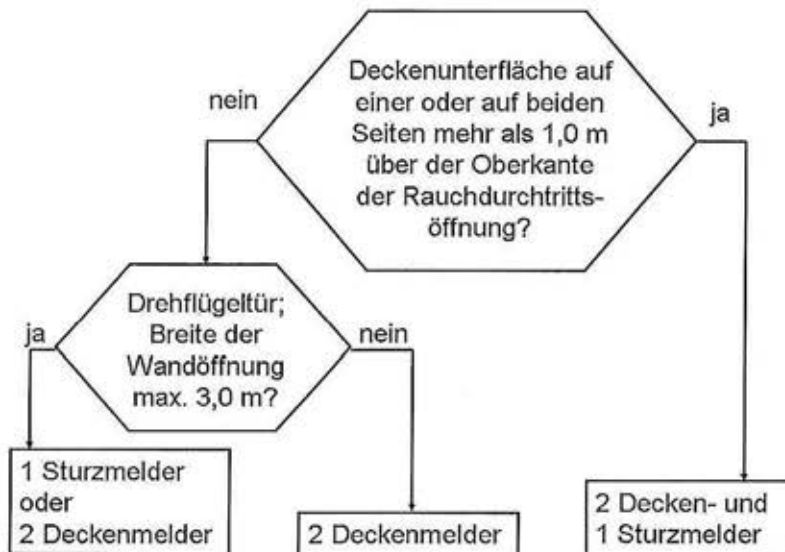 Deckenunterfläche auf
einer oder auf beiden
Seiten mehr als 1,0 m
über der Oberkante
der Rauchdurchtritts-
öffnung?
nein
ja
Drehflügeltür;
Breite der
Wandöffnung
max. 3,0 m?
ja
nein
1 Sturzmelder
oder
2 Deckenmelder
2 Deckenmelder
2 Decken- und
1 Sturzmelder